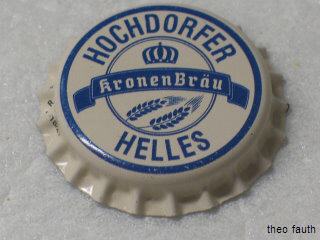 HOCHDORFER
KronenBräu
HELLES
theo fauth